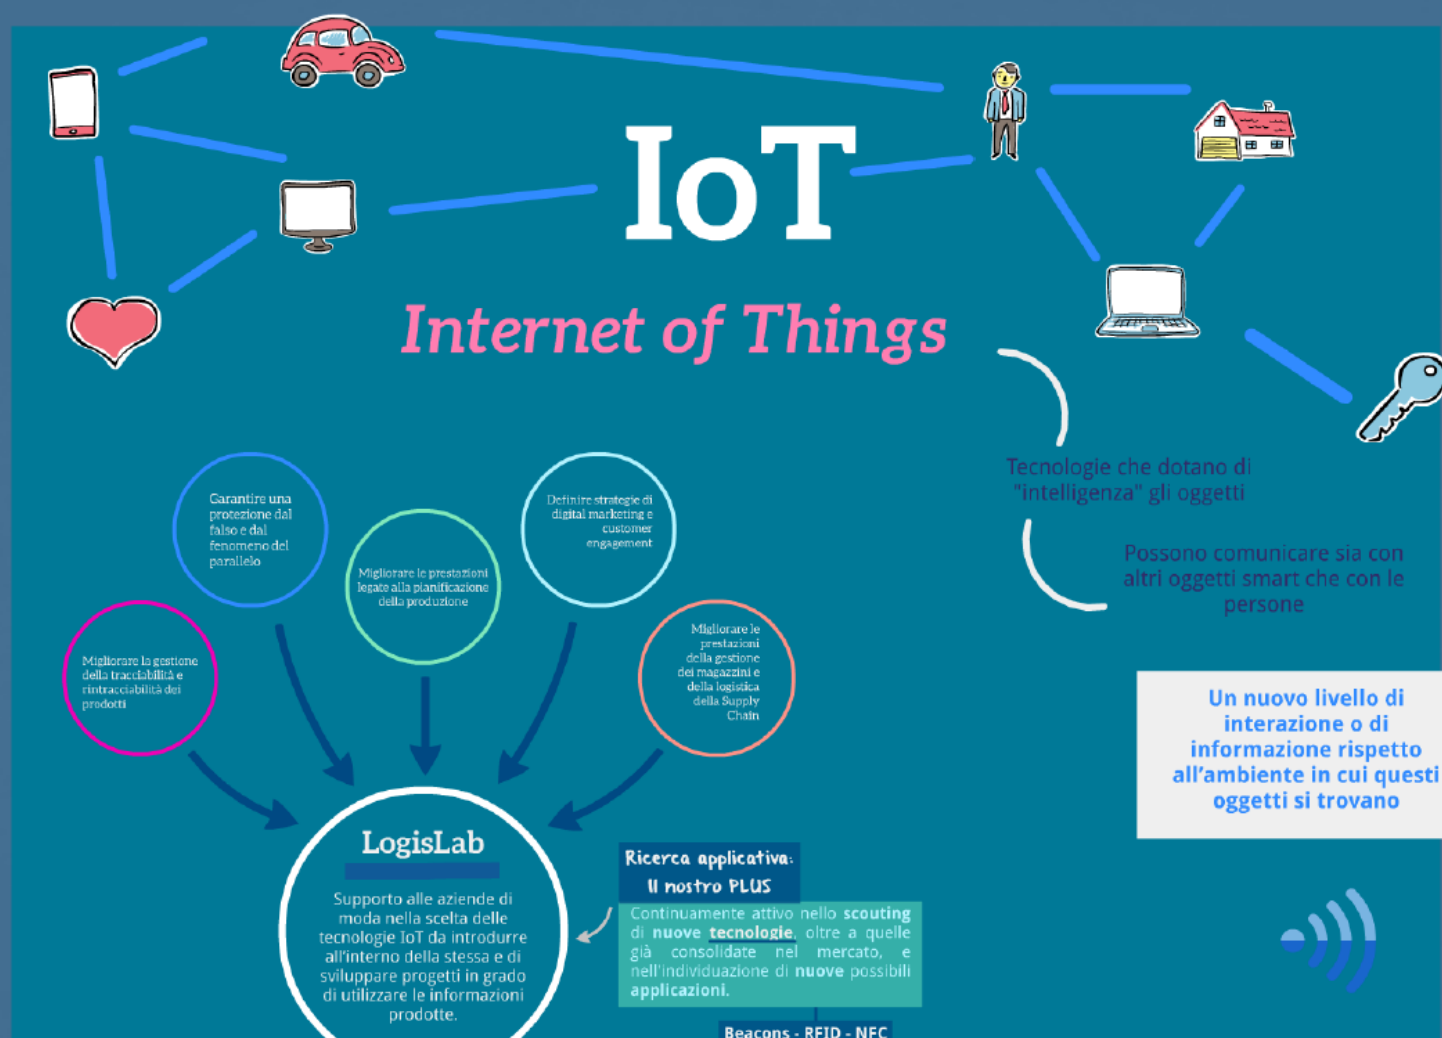 IoT
Internet of Things
Tecnologie che dotano di
"intelligenza" gli oggetti
Possono comunicare sia con
altri oggetti smart che con le
persone
Un nuovo livello di
interazione o di
informazione rispetto
all'ambiente in cui questi
oggetti si trovano
Migliorare la gestione
della tracciabilità e
rintracciabilità dei
prodotti
Garantire una
protezione dal
falso e dal
fenomeno del
parallelo
Migliorare le prestazioni
legate alla pianificazione
della produzione
Definire strategie di
digital marketing e
customer
engagement
Migliorare le
prestazioni
della gestione
dei magazzini e
della logistica
della Supply
Chain
LogisLab
Supporto alle aziende di
moda nella scelta delle
tecnologie IoT da introdurre
all'interno della stessa e di
sviluppare progetti in grado
di utilizzare le informazioni
prodotte.
Ricerca applicativa:
Il nostro PLUS
Continuamente attivo nello scouting
di nuove tecnologie, oltre a quelle
già consolidate nel mercato, e
nell'individuazione di nuove possibili
applicazioni.
Beacons - RFID - NFC